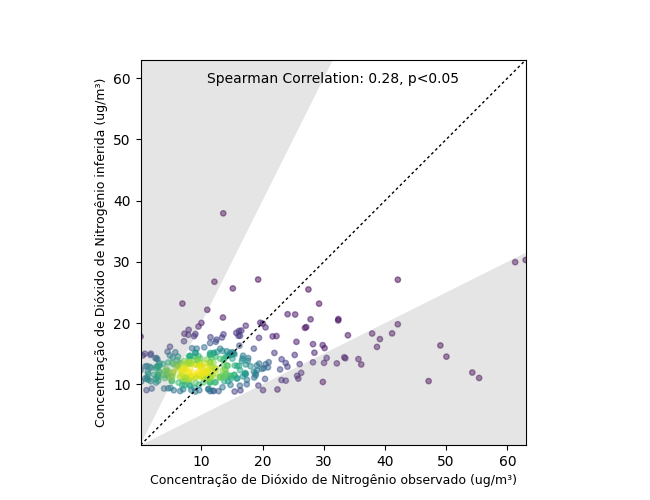 Spearman Correlation: 0.28, p<0.05
Concentração de Dióxido de Nitrogênio inferida (ug/m³)
60
50
40
30
20
10
10 20 30 40 50 60
Concentração de Dióxido de Nitrogênio observado (ug/m³)